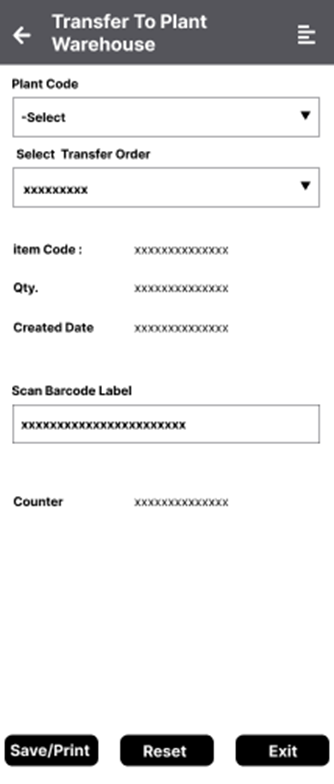 Transfer To Plant
Warehouse
Plant Code
-Select
Select Transfer Order
xxxxxxxxx
item Code : xxxxxxxxxxxxxx
Qty. xxxxxxxxxxxxxx
Created Date xxxxxxxxxxxxxx
Scan Barcode Label
xxxxxxxxxxxxxxxxxxxxxxx
Counter xxxxxxxxxxxxxx
Save/Print Reset Exit